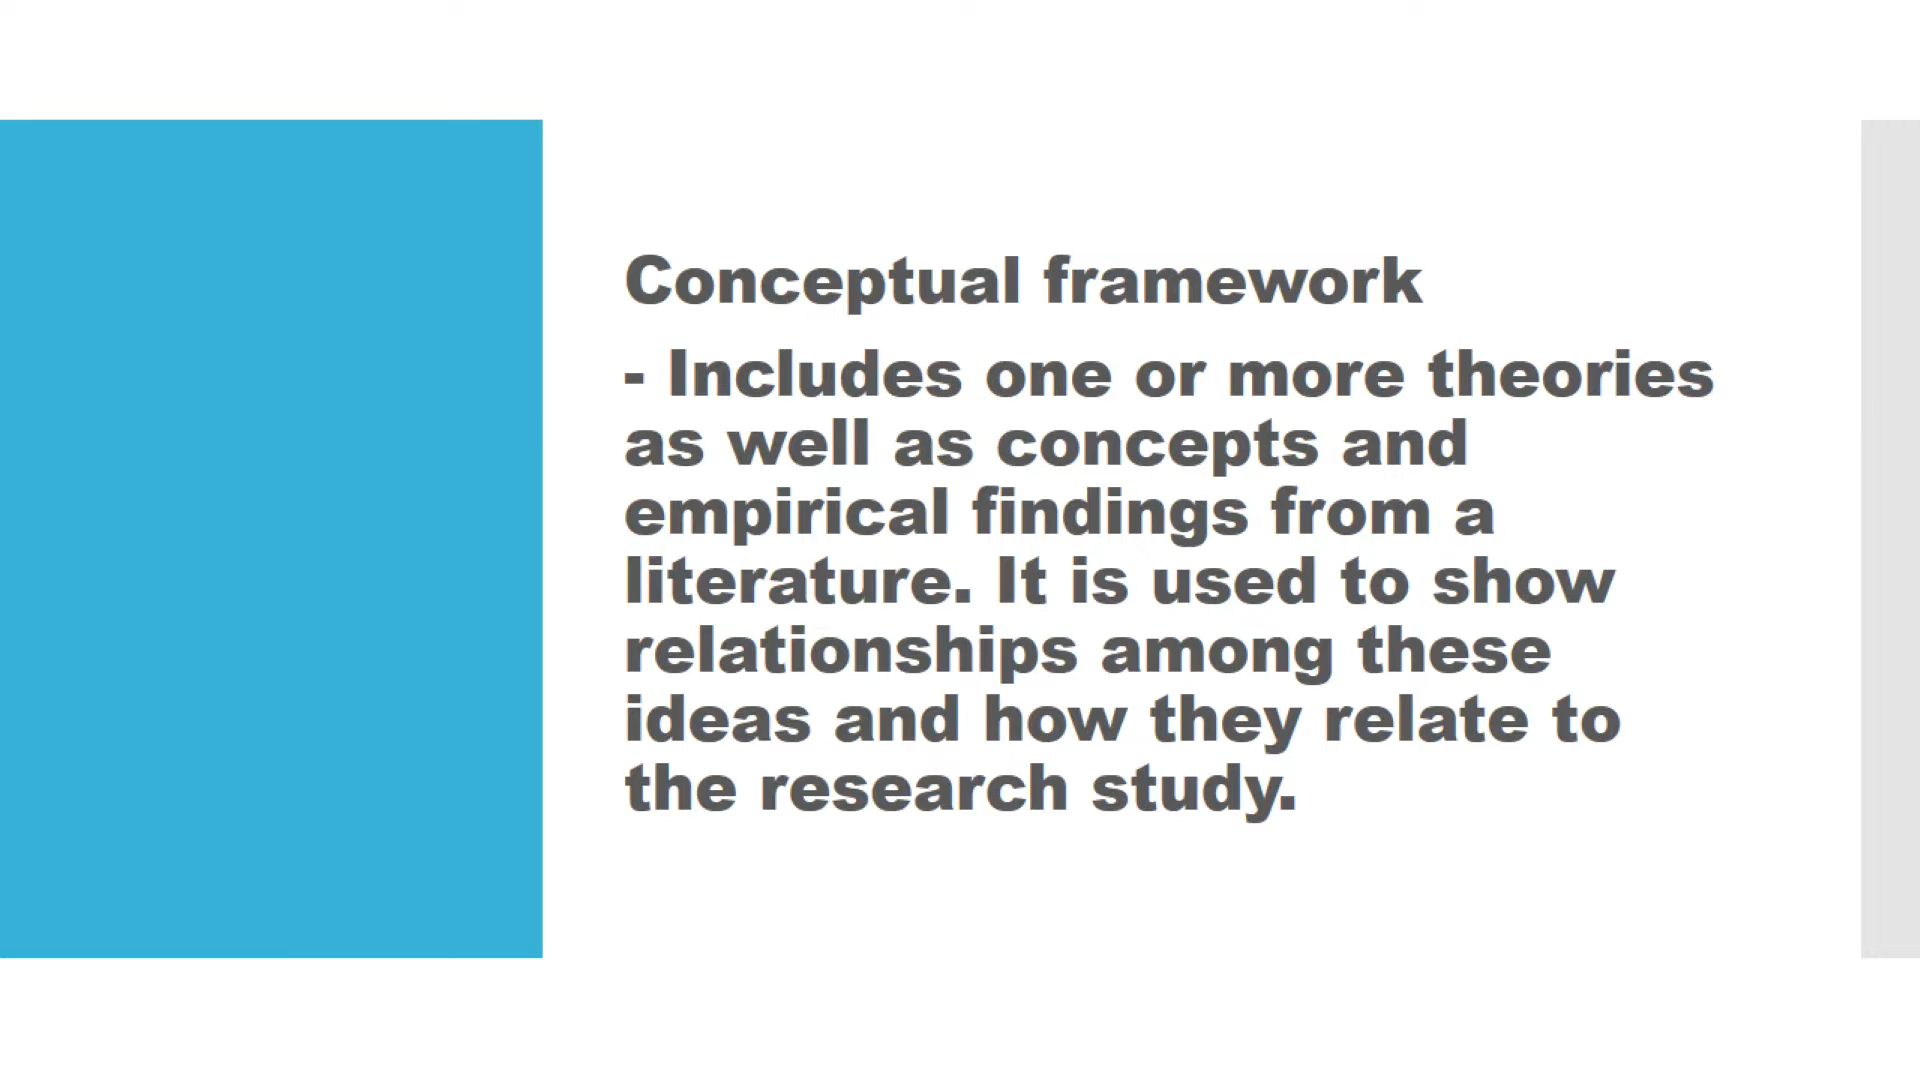 Conceptual framework
- Includes one or more theories
as well as concepts and
empirical findings from a
literature. It is used to show
relationships among these
ideas and how they relate to
the research study.